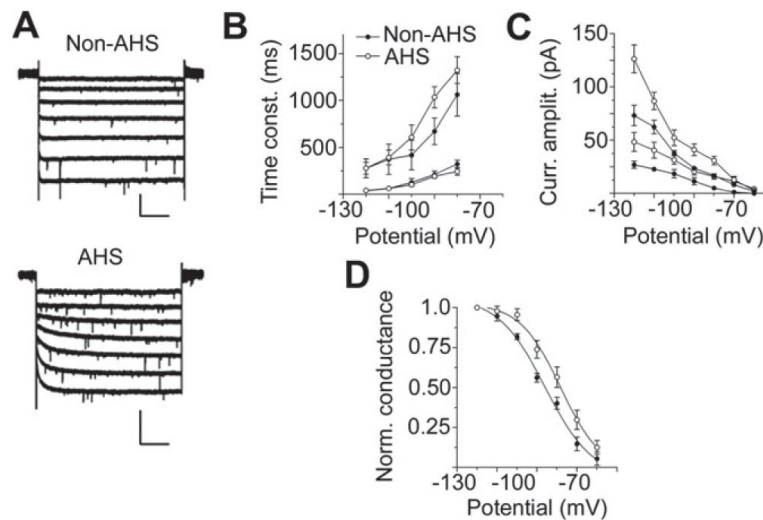 A
Non-AHS
AHS
B
Time const. (ms)
1500
1000
500
-130
-100
-70
Potential (mV)
Non-AHS
AHS
C
Curr. amplit. (pA)
150
100
50
-130
-100
-70
Potential (mV)
D
Norm. conductance
1.0
0.75
0.50
0.25
-130
-100
-70
Potential (mV)